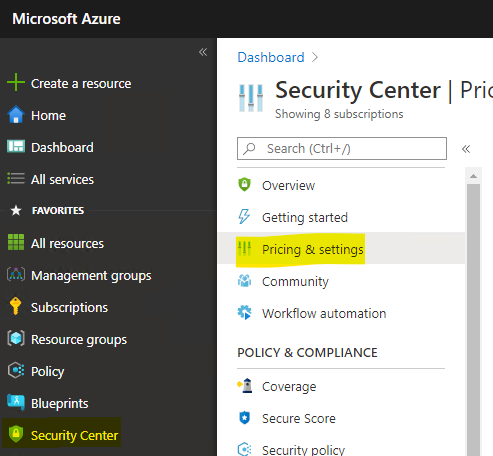 Microsoft Azure
«
Create a resource
Home
Dashboard
All services
FAVORITES
All resources
Management groups
Subscriptions
Resource groups
Policy
Blueprints
Security Center
Dashboard >
Security Center | Pric
Showing 8 subscriptions
Search (Ctrl+/)
«
Overview
Getting started
Pricing & settings
Community
Workflow automation
POLICY & COMPLIANCE
Coverage
Secure Score
Security policy